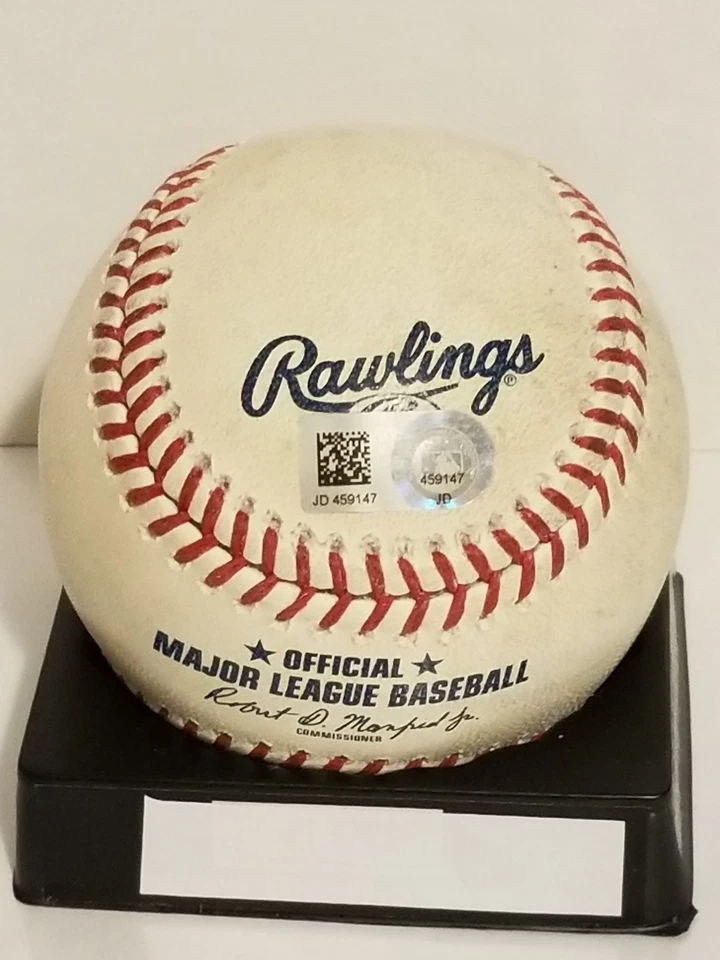 Rawlings®
JD 459147
459147
JD
★ OFFICIAL ★
MAJOR LEAGUE BASEBALL
Robert D. Manfred Jr.
COMMISSIONER